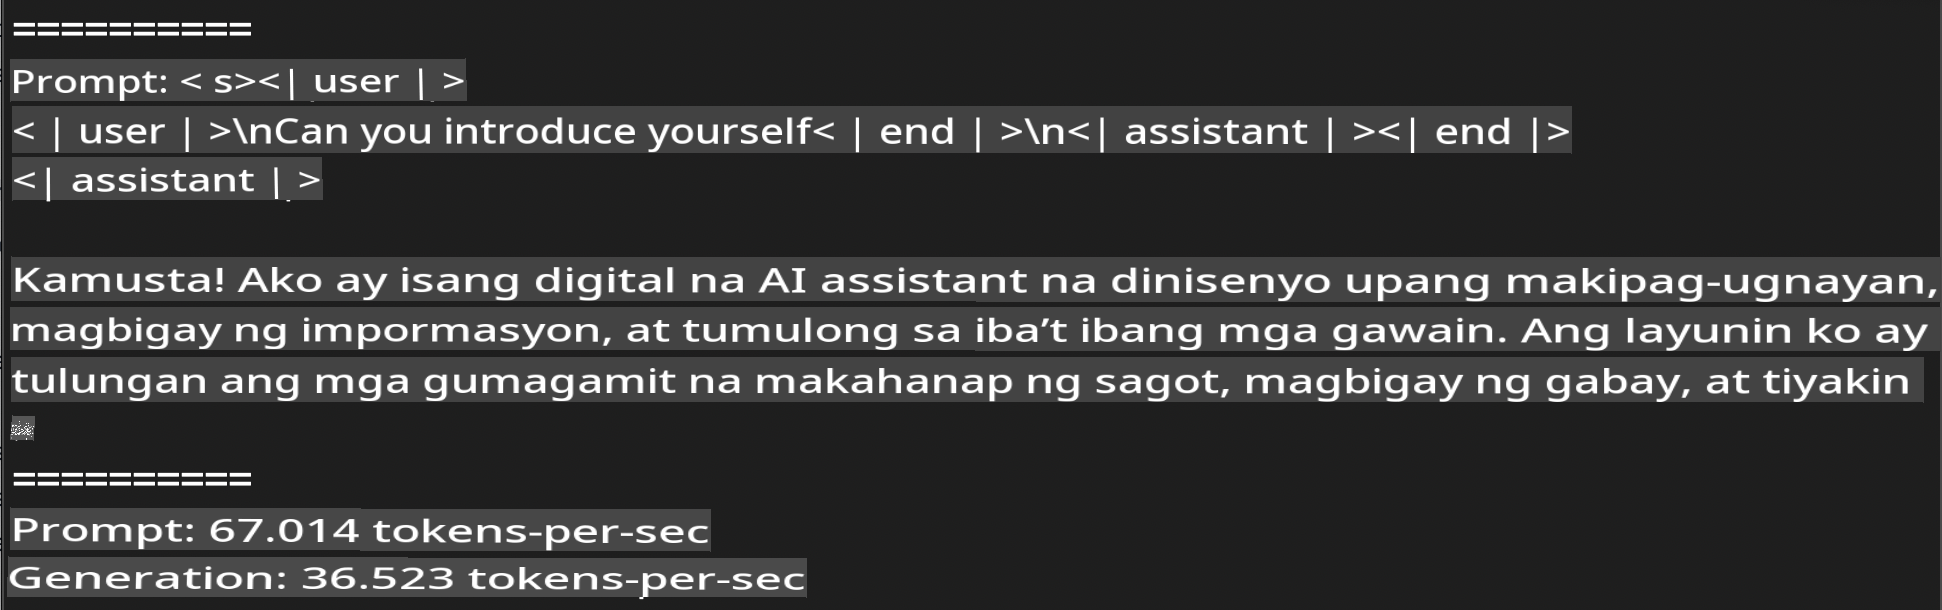 ==========
Prompt: < s><| user | >
< | user | >\nCan you introduce yourself< | end | >\n<| assistant | ><| end |>
<| assistant | >
Kamusta! Ako ay isang digital na AI assistant na dinisenyo upang makipag-ugnayan,
magbigay ng impormasyon, at tumulong sa iba’t ibang mga gawain. Ang layunin ko ay
tulungan ang mga gumagamit na makahanap ng sagot, magbigay ng gabay, at tiyakin
==========
Prompt: 67.014 tokens-per-sec
Generation: 36.523 tokens-per-sec